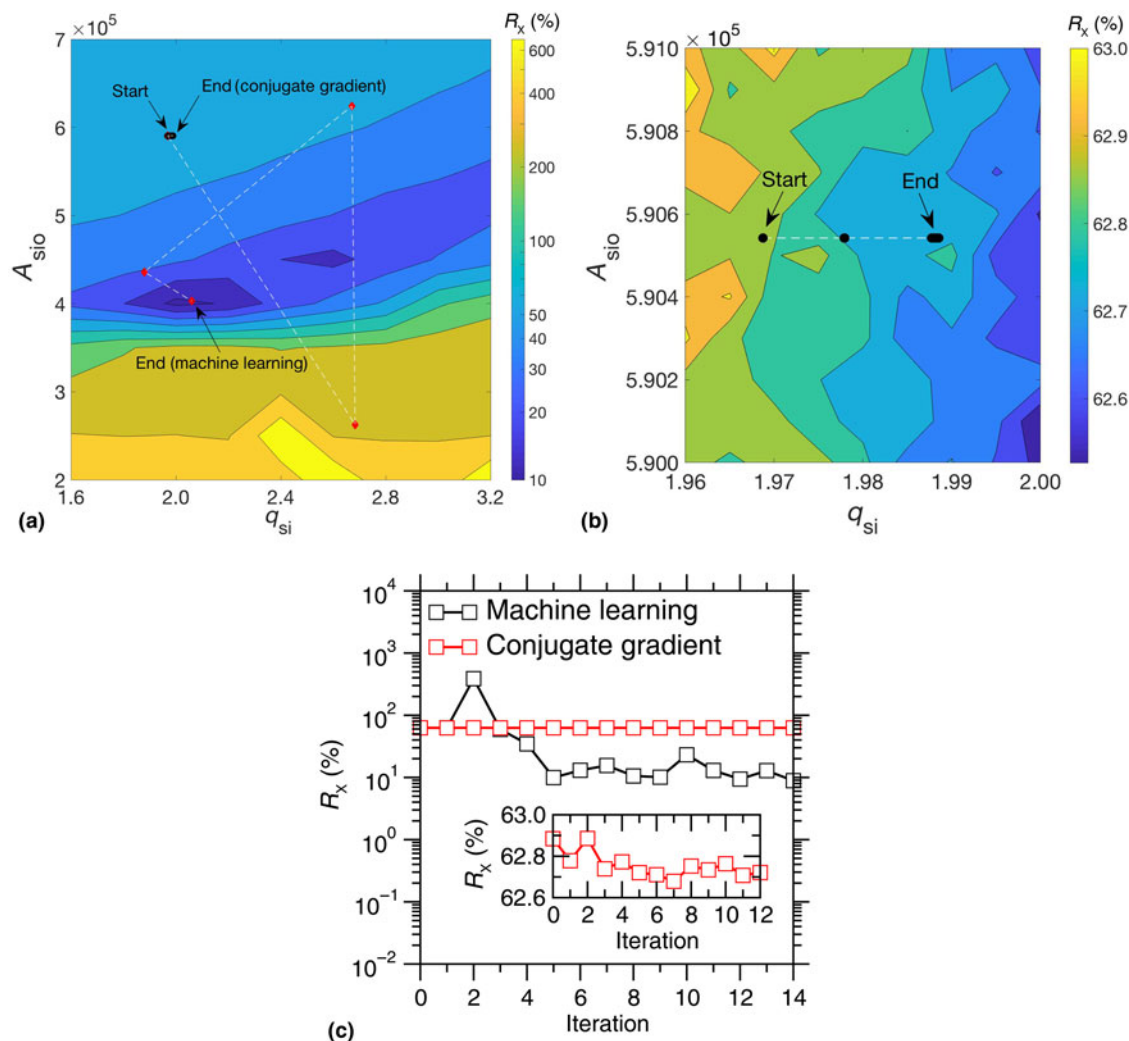 × 10⁵
Rₓ (%)
7
6
5
4
3
2
A_sio
Start
End (conjugate gradient)
End (machine learning)
1.6 2.0 2.4 2.8 3.2
q_si
600
400
200
100
50
40
30
20
10
(a)
× 10⁵
Rₓ (%)
5.910
5.908
5.906
5.904
5.902
5.900
A_sio
Start
End
1.96 1.97 1.98 1.99 2.00
q_si
63.0
62.9
62.8
62.7
62.6
(b)
10⁴
10³
10²
10¹
10⁰
10⁻¹
10⁻²
Rₓ (%)
Machine learning
Conjugate gradient
63.0
62.8
62.6
Rₓ (%)
0 2 4 6 8 10 12
Iteration
0 2 4 6 8 10 12 14
Iteration
(c)